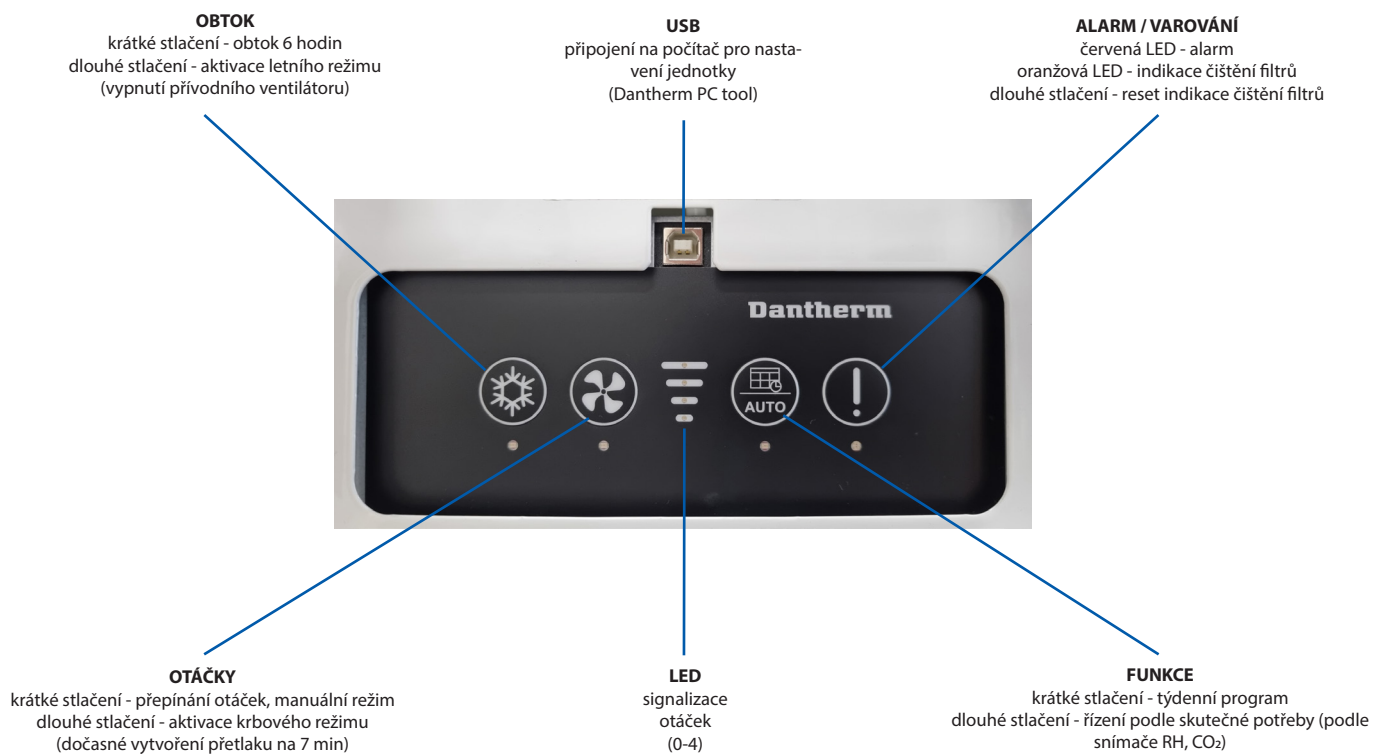 OBTOK
krátké stlačení - obtok 6 hodin
dlouhé stlačení - aktivace letního režimu
(vypnutí přívodního ventilátoru)
USB
připojení na počítač pro nasta-
vení jednotky
(Dantherm PC tool)
ALARM / VAROVÁNÍ
červená LED - alarm
oranžová LED - indikace čištění filtrů
dlouhé stlačení - reset indikace čištění filtrů
Dantherm
AUTO
OTÁČKY
krátké stlačení - přepínání otáček, manuální režim
dlouhé stlačení - aktivace krbového režimu
(dočasné vytvoření přetlaku na 7 min)
LED
signalizace
otáček
(0-4)
FUNKCE
krátké stlačení - týdenní program
dlouhé stlačení - řízení podle skutečné potřeby (podle
snímače RH, CO₂)